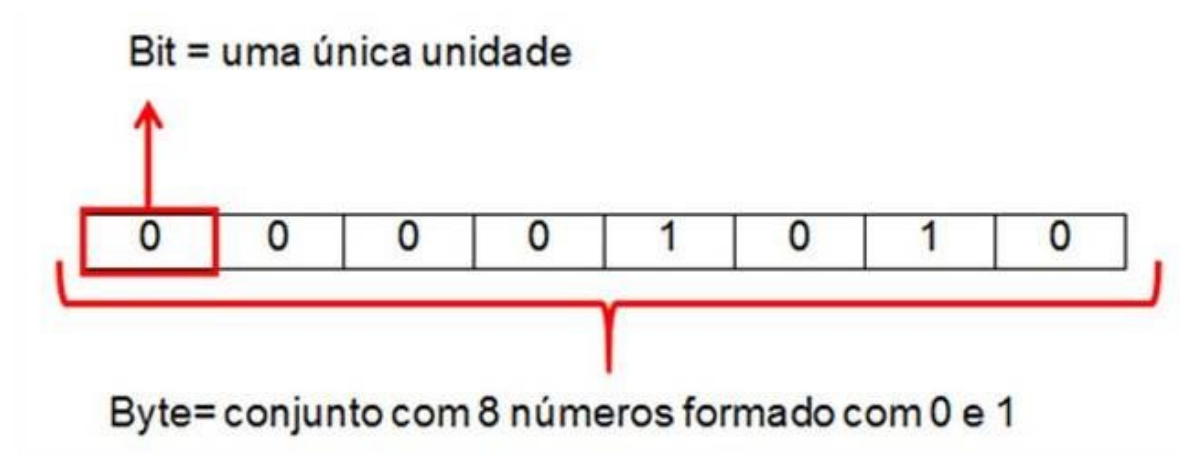 Bit = uma única unidade
0 0 0 0 1 0 1 0
Byte= conjunto com 8 números formado com 0 e 1